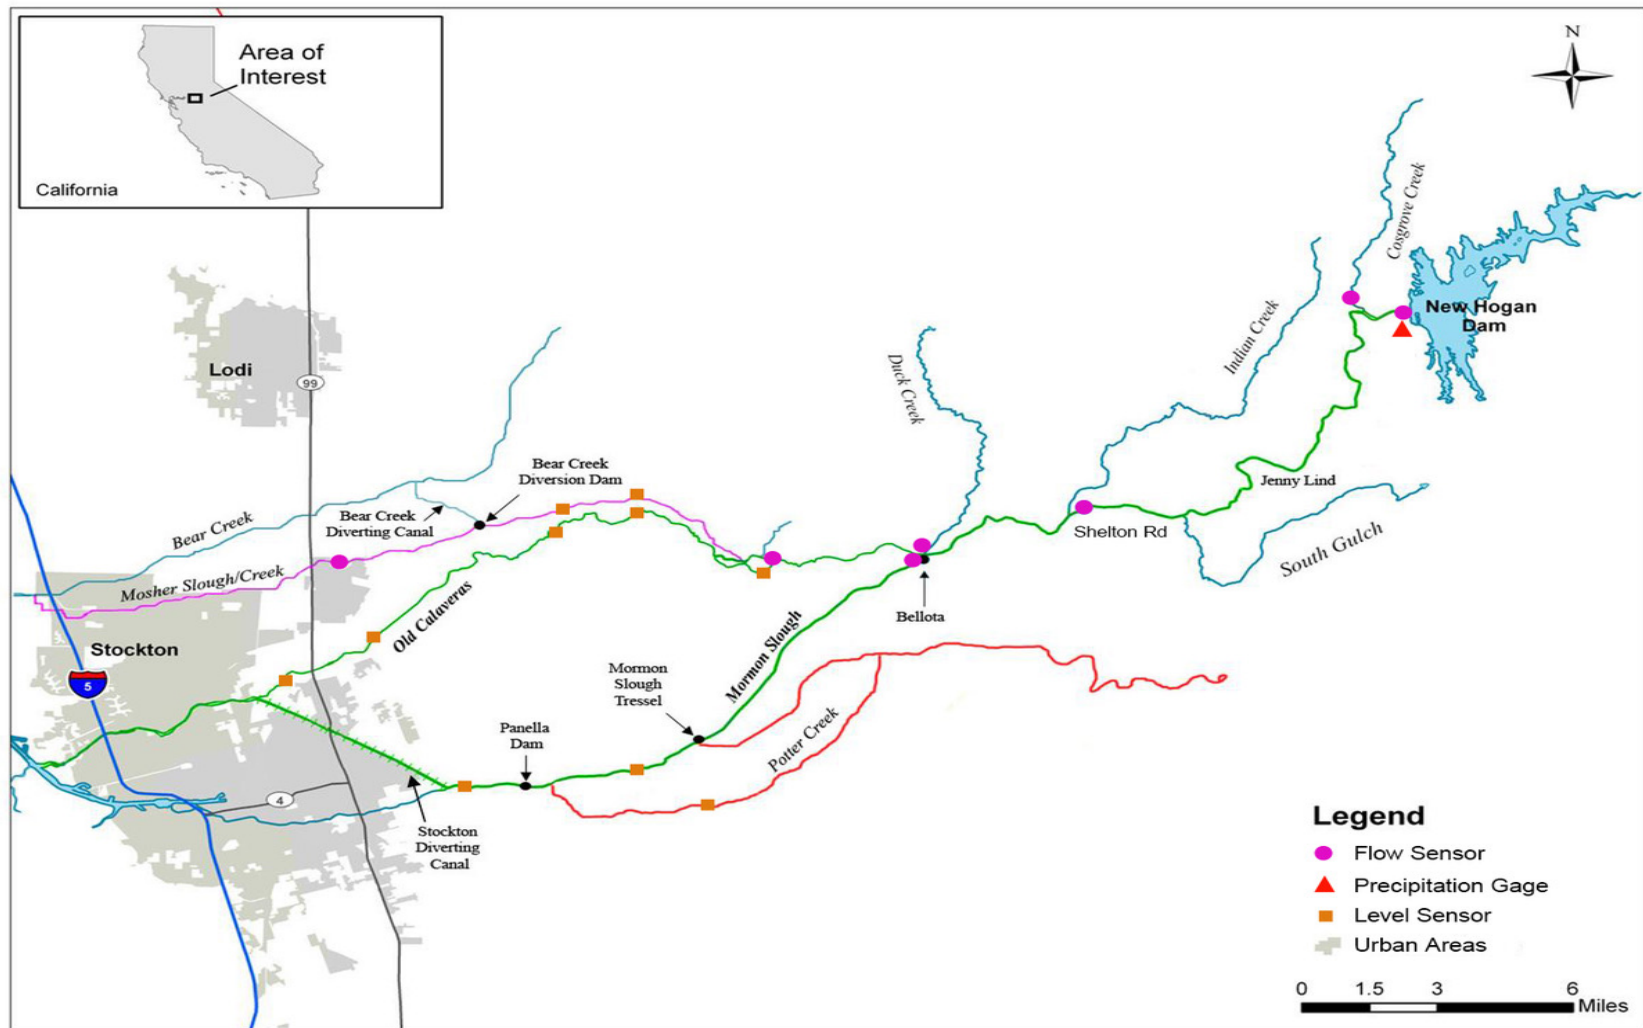 Area of
Interest
California
N
Cosgrove Creek
New Hogan
Dam
Indian Creek
Duck Creek
Lodi
99
Bear Creek
Diversion Dam
Bear Creek
Diverting Canal
Bear Creek
Jenny Lind
Shelton Rd
South Gulch
Mosher Slough/Creek
Old Calaveras
Bellota
Stockton
5
Mormon Slough
Mormon
Slough
Tressel
Panella
Dam
Potter Creek
4
Stockton
Diverting
Canal
Legend
Flow Sensor
Precipitation Gage
Level Sensor
Urban Areas
0 1.5 3 6
Miles